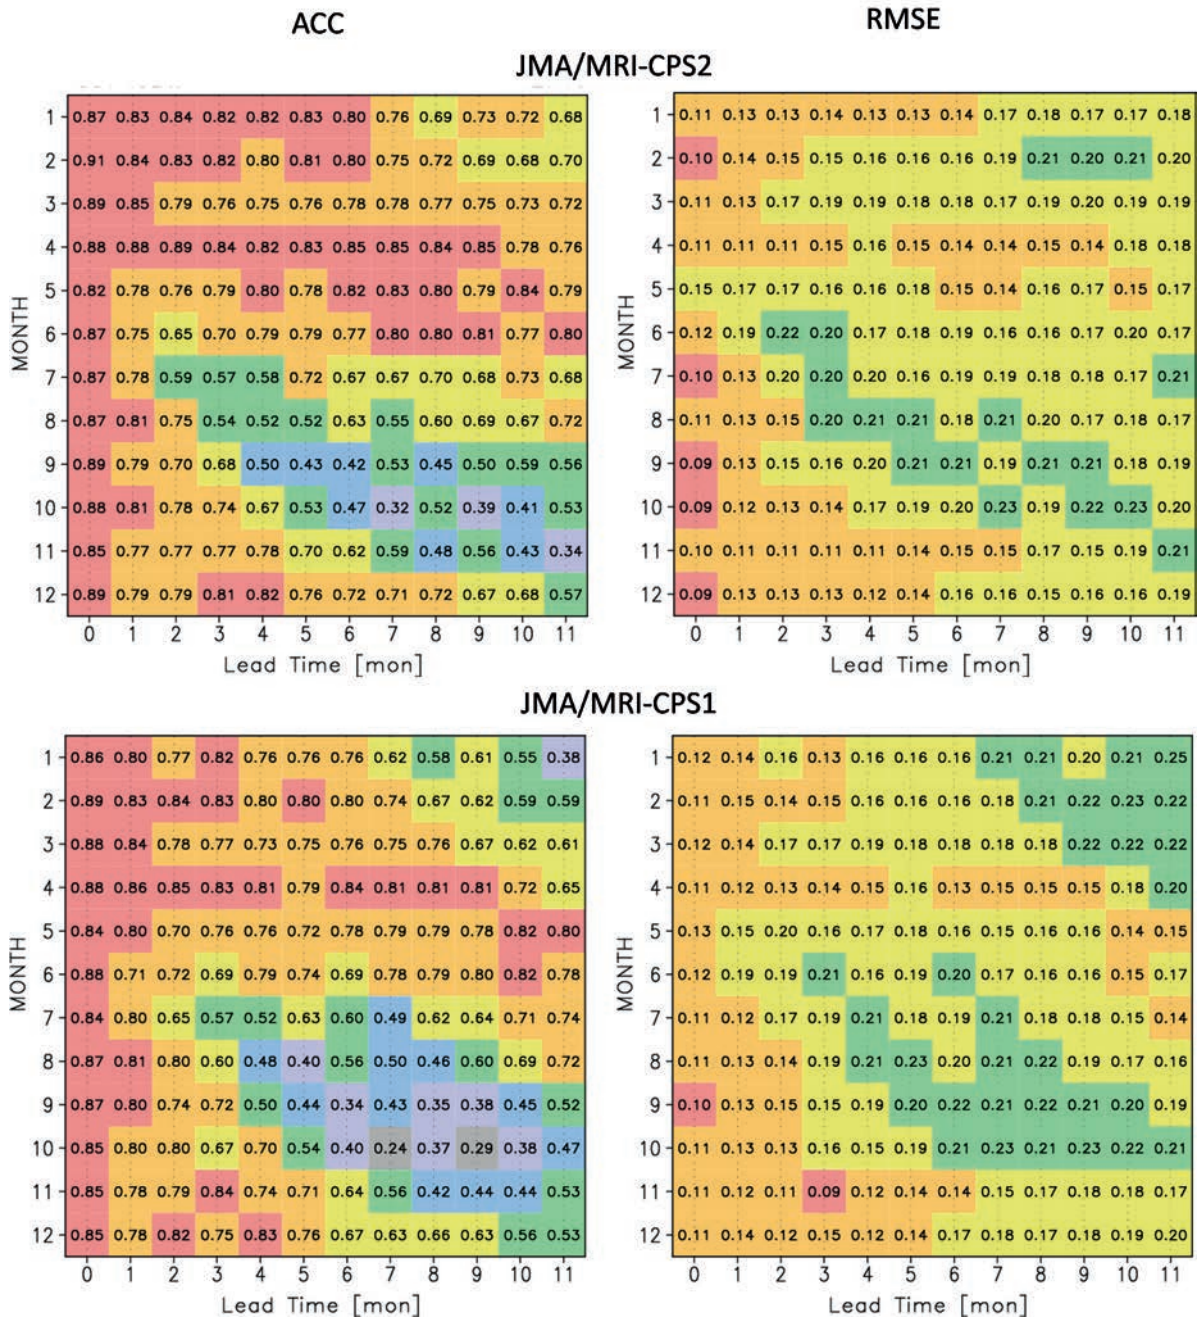 ACC RMSE
JMA/MRI-CPS2
1 0.87 0.83 0.84 0.82 0.82 0.83 0.80 0.76 0.69 0.73 0.72 0.68 1 0.11 0.13 0.13 0.14 0.13 0.13 0.14 0.17 0.18 0.17 0.17 0.18
2 0.91 0.84 0.83 0.82 0.80 0.81 0.80 0.75 0.72 0.69 0.68 0.70 2 0.10 0.14 0.15 0.15 0.16 0.16 0.16 0.19 0.21 0.20 0.21 0.20
3 0.89 0.85 0.79 0.76 0.75 0.76 0.78 0.78 0.77 0.75 0.73 0.72 3 0.11 0.13 0.17 0.19 0.19 0.18 0.18 0.17 0.19 0.20 0.19 0.19
4 0.88 0.88 0.89 0.84 0.82 0.83 0.85 0.85 0.84 0.85 0.78 0.76 4 0.11 0.11 0.11 0.15 0.16 0.15 0.14 0.14 0.15 0.14 0.18 0.18
5 0.82 0.78 0.76 0.79 0.80 0.78 0.82 0.83 0.80 0.79 0.84 0.79 5 0.15 0.17 0.17 0.16 0.16 0.18 0.15 0.14 0.16 0.17 0.15 0.17
6 0.87 0.75 0.65 0.70 0.79 0.79 0.77 0.80 0.80 0.81 0.77 0.80 6 0.12 0.19 0.22 0.20 0.17 0.18 0.19 0.16 0.16 0.17 0.20 0.17
7 0.87 0.78 0.59 0.57 0.58 0.72 0.67 0.67 0.70 0.68 0.73 0.68 7 0.10 0.13 0.20 0.20 0.20 0.16 0.19 0.19 0.18 0.18 0.17 0.21
8 0.87 0.81 0.75 0.54 0.52 0.52 0.63 0.55 0.60 0.69 0.67 0.72 8 0.11 0.13 0.15 0.20 0.21 0.21 0.18 0.21 0.20 0.17 0.18 0.17
9 0.89 0.79 0.70 0.68 0.50 0.43 0.42 0.53 0.45 0.50 0.59 0.56 9 0.09 0.13 0.15 0.16 0.20 0.21 0.21 0.19 0.21 0.21 0.18 0.19
10 0.88 0.81 0.78 0.74 0.67 0.53 0.47 0.32 0.52 0.39 0.41 0.53 10 0.09 0.12 0.13 0.14 0.17 0.19 0.20 0.23 0.19 0.22 0.23 0.20
11 0.85 0.77 0.77 0.77 0.78 0.70 0.62 0.59 0.48 0.56 0.43 0.34 11 0.10 0.11 0.11 0.11 0.11 0.14 0.15 0.15 0.17 0.15 0.19 0.21
12 0.89 0.79 0.79 0.81 0.82 0.76 0.72 0.71 0.72 0.67 0.68 0.57 12 0.09 0.13 0.13 0.13 0.12 0.14 0.16 0.16 0.15 0.16 0.16 0.19
MONTH MONTH
0 1 2 3 4 5 6 7 8 9 10 11 0 1 2 3 4 5 6 7 8 9 10 11
Lead Time [mon] Lead Time [mon]
JMA/MRI-CPS1
1 0.86 0.80 0.77 0.82 0.76 0.76 0.76 0.62 0.58 0.61 0.55 0.38 1 0.12 0.14 0.16 0.13 0.16 0.16 0.16 0.21 0.21 0.20 0.21 0.25
2 0.89 0.83 0.84 0.83 0.80 0.80 0.80 0.74 0.67 0.62 0.59 0.59 2 0.11 0.15 0.14 0.15 0.16 0.16 0.16 0.18 0.21 0.22 0.23 0.22
3 0.88 0.84 0.78 0.77 0.73 0.75 0.76 0.75 0.76 0.67 0.62 0.61 3 0.12 0.14 0.17 0.17 0.19 0.18 0.18 0.18 0.18 0.22 0.22 0.22
4 0.88 0.86 0.85 0.83 0.81 0.79 0.84 0.81 0.81 0.81 0.72 0.65 4 0.11 0.12 0.13 0.14 0.15 0.16 0.13 0.15 0.15 0.15 0.18 0.20
5 0.84 0.80 0.70 0.76 0.76 0.72 0.78 0.79 0.79 0.78 0.82 0.80 5 0.13 0.15 0.20 0.16 0.17 0.18 0.16 0.15 0.16 0.16 0.14 0.15
6 0.88 0.71 0.72 0.69 0.79 0.74 0.69 0.78 0.79 0.80 0.82 0.78 6 0.12 0.19 0.19 0.21 0.16 0.19 0.20 0.17 0.16 0.16 0.15 0.17
7 0.84 0.80 0.65 0.57 0.52 0.63 0.60 0.49 0.62 0.64 0.71 0.74 7 0.11 0.12 0.17 0.19 0.21 0.18 0.19 0.21 0.18 0.18 0.15 0.14
8 0.87 0.81 0.80 0.60 0.48 0.40 0.56 0.50 0.46 0.60 0.69 0.72 8 0.11 0.13 0.14 0.19 0.21 0.23 0.20 0.21 0.22 0.19 0.17 0.16
9 0.87 0.80 0.74 0.72 0.50 0.44 0.34 0.43 0.35 0.38 0.45 0.52 9 0.10 0.13 0.15 0.15 0.19 0.20 0.22 0.21 0.22 0.21 0.20 0.19
10 0.85 0.80 0.80 0.67 0.70 0.54 0.40 0.24 0.37 0.29 0.38 0.47 10 0.11 0.13 0.13 0.16 0.15 0.19 0.21 0.23 0.21 0.23 0.22 0.21
11 0.85 0.78 0.79 0.84 0.74 0.71 0.64 0.56 0.42 0.44 0.44 0.53 11 0.11 0.12 0.11 0.09 0.12 0.14 0.14 0.15 0.17 0.18 0.18 0.17
12 0.85 0.78 0.82 0.75 0.83 0.76 0.67 0.63 0.66 0.63 0.56 0.53 12 0.11 0.14 0.12 0.15 0.12 0.14 0.17 0.18 0.17 0.18 0.19 0.20
MONTH MONTH
0 1 2 3 4 5 6 7 8 9 10 11 0 1 2 3 4 5 6 7 8 9 10 11
Lead Time [mon] Lead Time [mon]